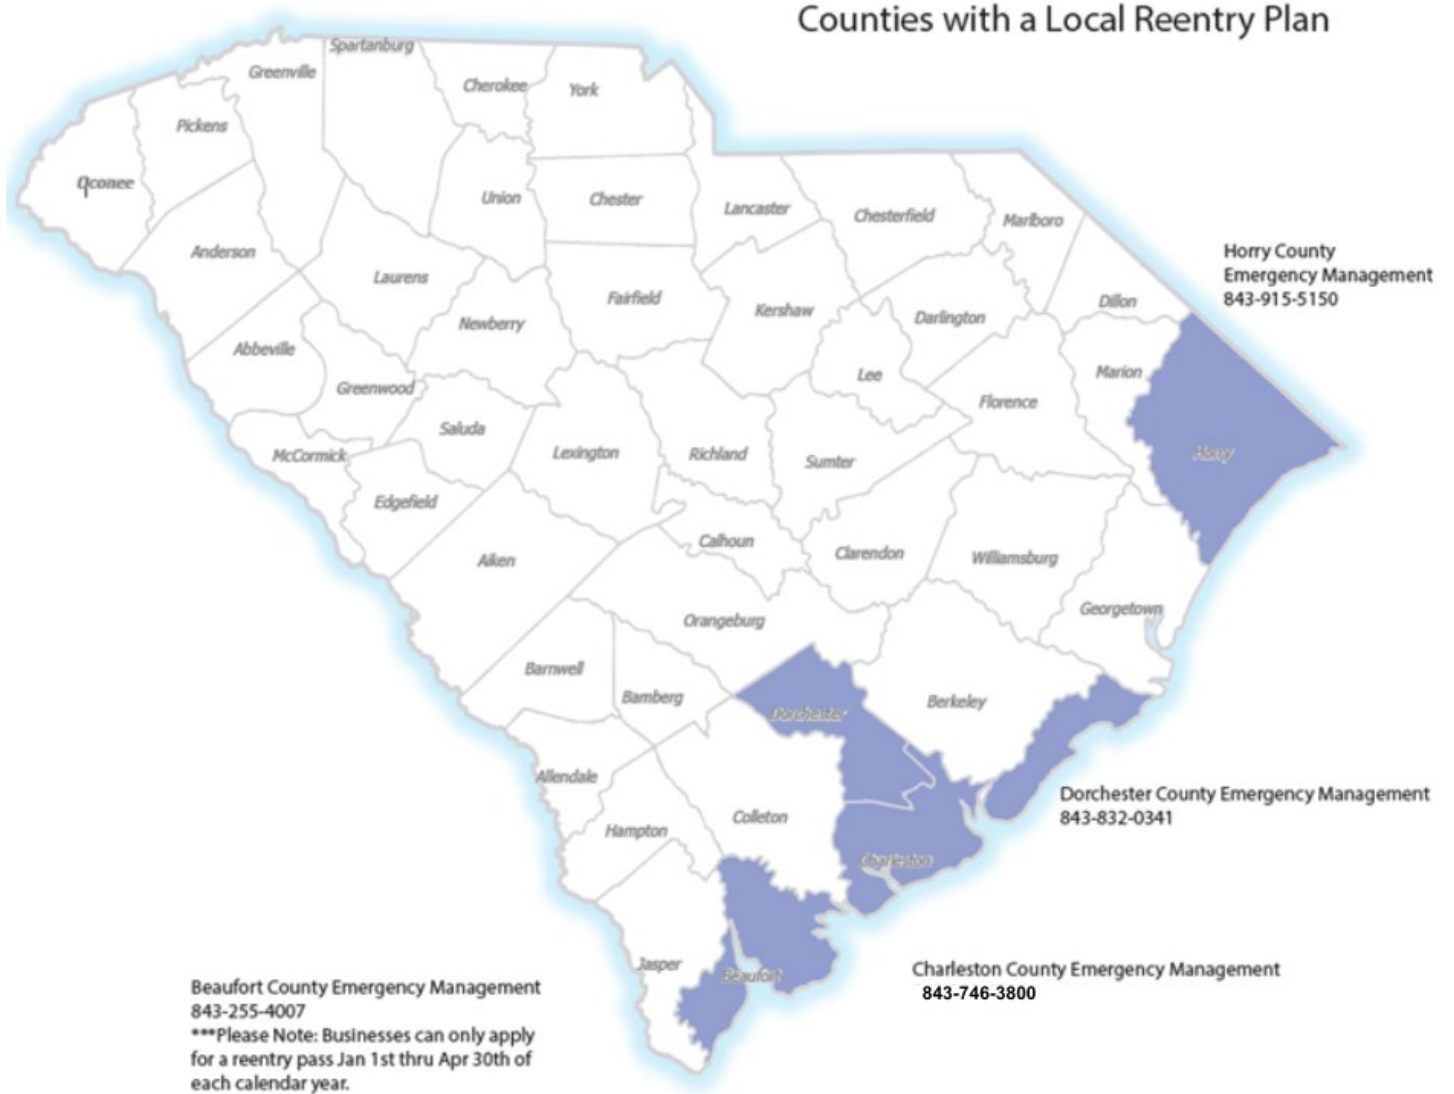 Counties with a Local Reentry Plan
Spartanburg
Greenville
Cherokee
York
Pickens
Oconee
Union
Chester
Lancaster
Chesterfield
Marlboro
Anderson
Laurens
Fairfield
Kershaw
Dillon
Horry County
Emergency Management
843-915-5150
Newberry
Darlington
Abbeville
Greenwood
Lee
Marion
Florence
Saluda
McCormick
Lexington
Richland
Sumter
Horry
Edgefield
Aiken
Calhoun
Clarendon
Williamsburg
Georgetown
Orangeburg
Barnwell
Bamberg
Berkeley
Dorchester
Allendale
Hampton
Colleton
Dorchester County Emergency Management
843-832-0341
Charleston
Jasper
Beaufort
Charleston County Emergency Management
843-746-3800
Beaufort County Emergency Management
843-255-4007
***Please Note: Businesses can only apply
for a reentry pass Jan 1st thru Apr 30th of
each calendar year.